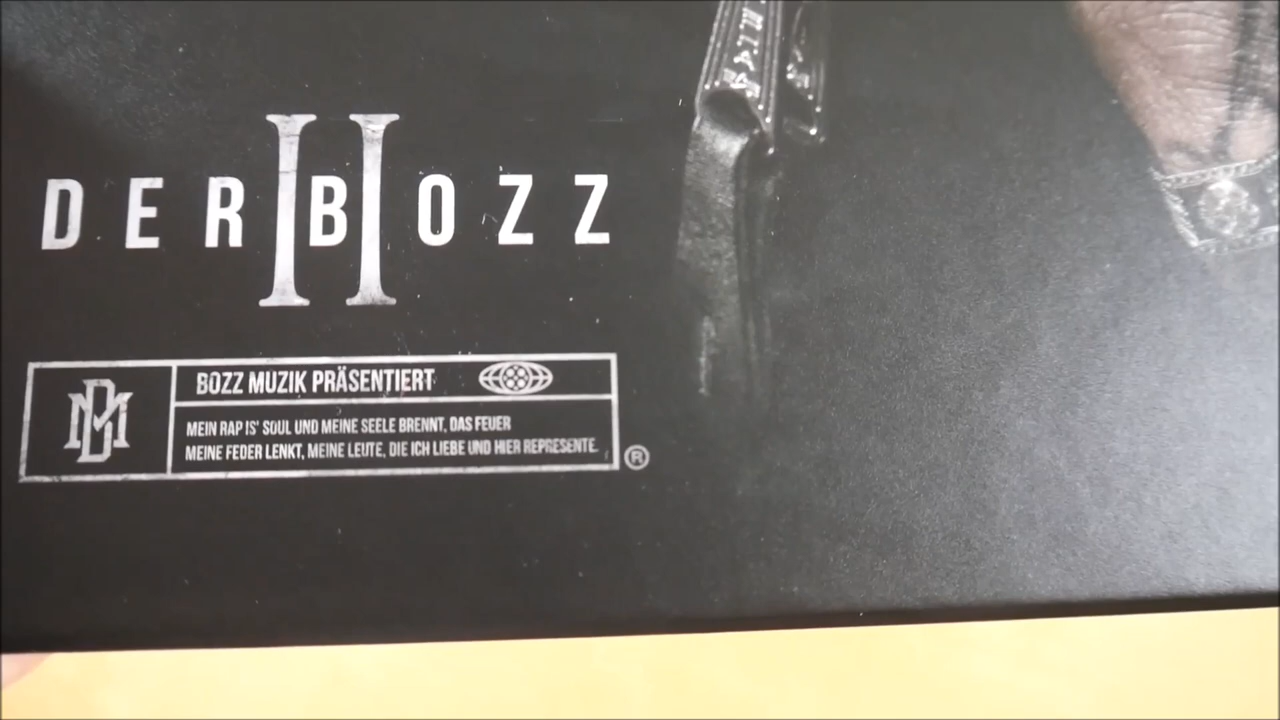 DER BOZZ
II
BM
BOZZ MUZIK PRÄSENTIERT
MEIN RAP IS' SOUL UND MEINE SEELE BRENNT, DAS FEUER
MEINE FEDER LENKT, MEINE LEUTE, DIE ICH LIEBE UND HIER REPRESENTE.
®